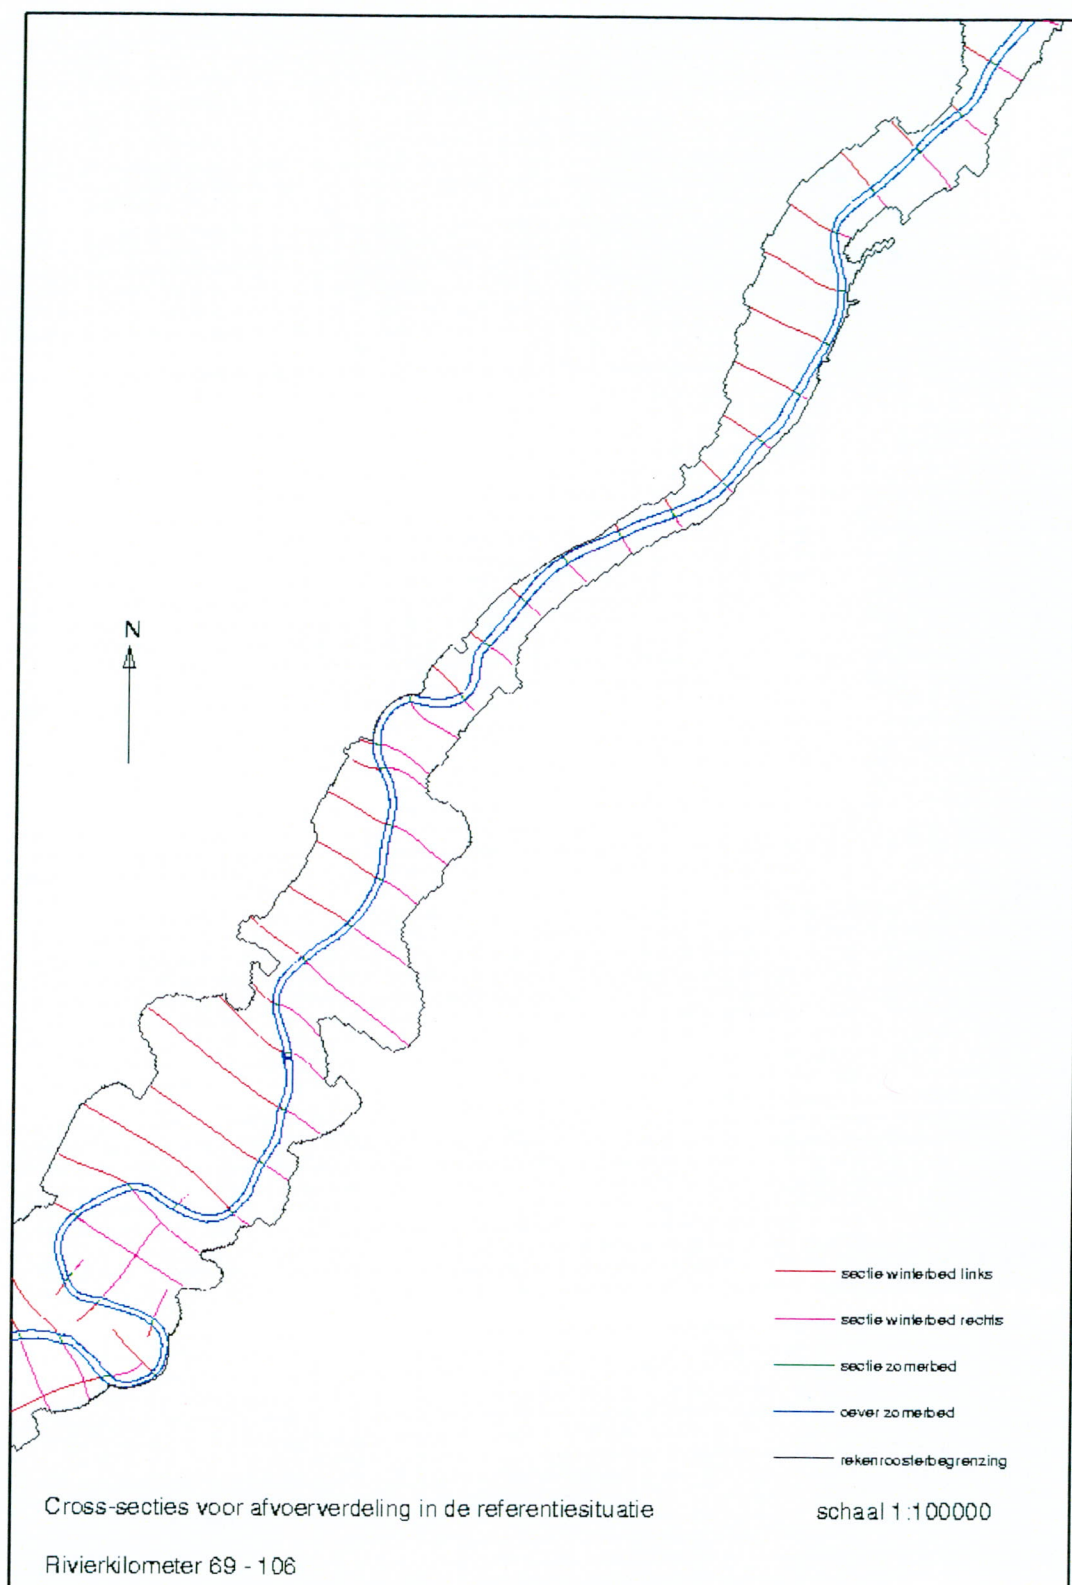 N
sectie winterbed links
sectie winterbed rechts
sectie zomerbed
oever zomerbed
rekenroosterbegrenzing
Cross-secties voor afvoerverdeling in de referentiesituatie
schaal 1:100000
Rivierkilometer 69 - 106